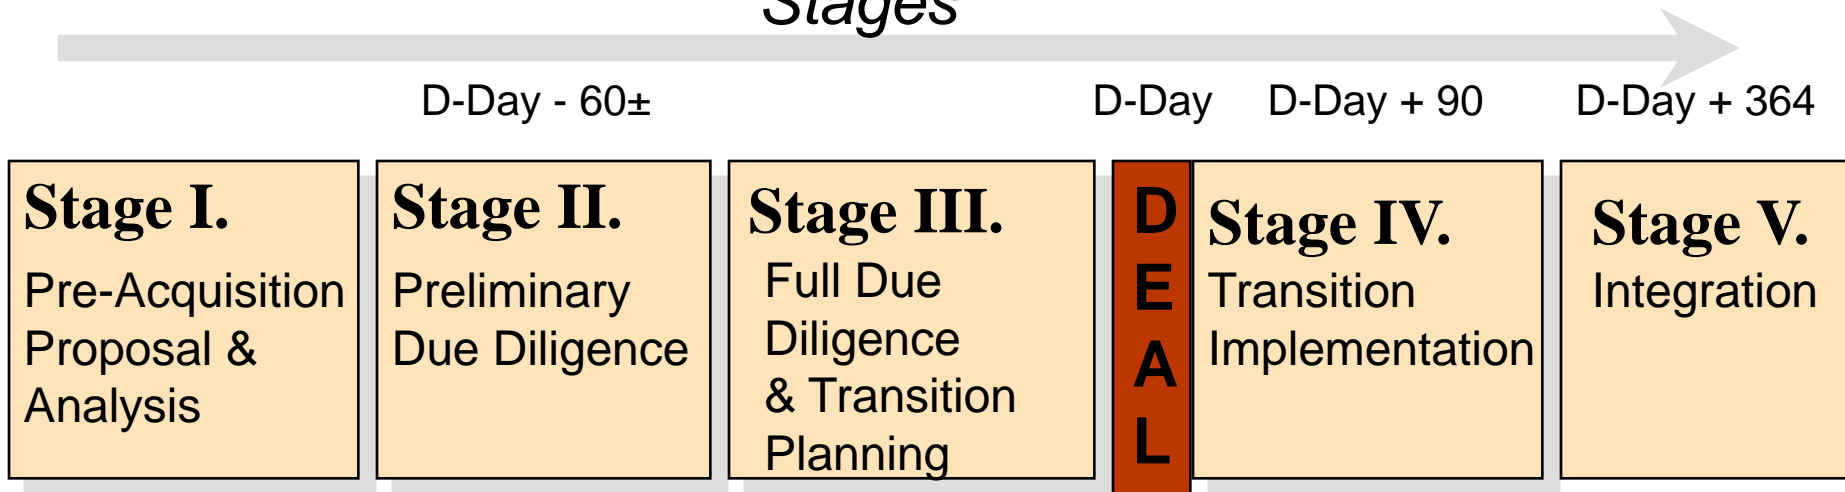 Stages
D-Day - 60±
D-Day
D-Day + 90
D-Day + 364
Stage I.
Pre-Acquisition
Proposal &
Analysis
Stage II.
Preliminary
Due Diligence
Stage III.
Full Due
Diligence
& Transition
Planning
D
E
A
L
Stage IV.
Transition
Implementation
Stage V.
Integration